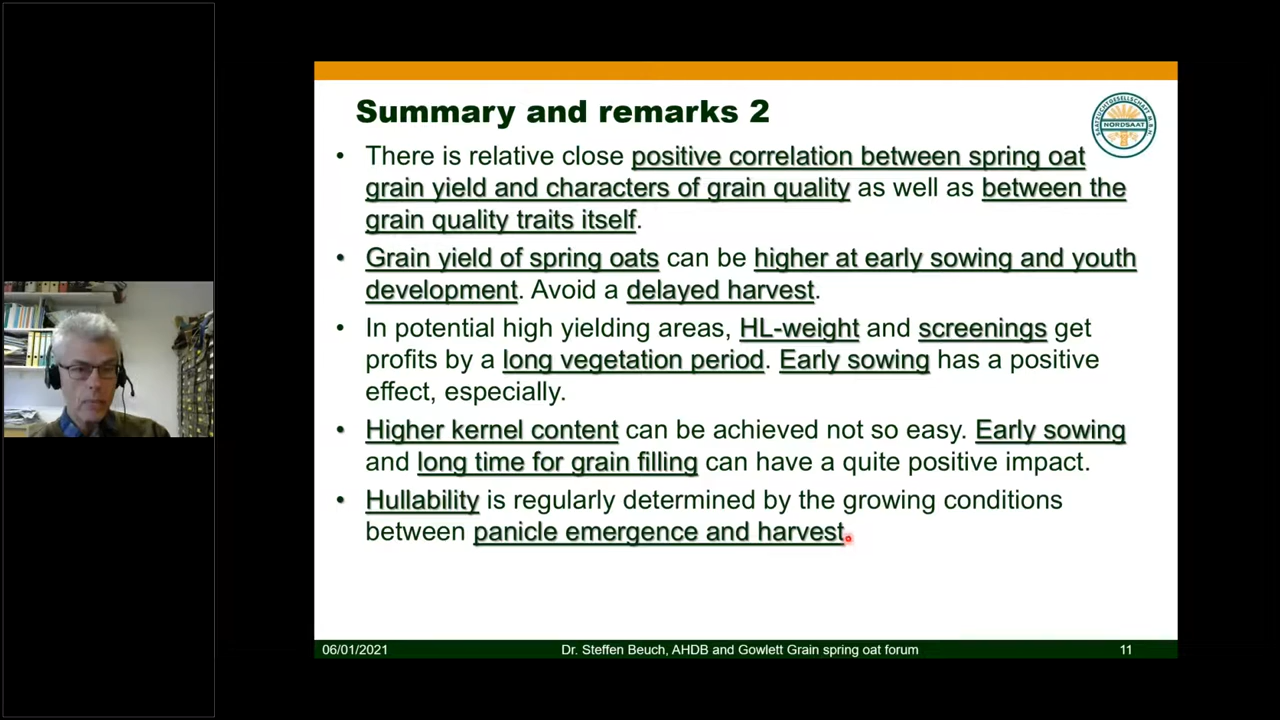 Summary and remarks 2
NORDSAAT
• There is relative close positive correlation between spring oat
grain yield and characters of grain quality as well as between the
grain quality traits itself.
• Grain yield of spring oats can be higher at early sowing and youth
development. Avoid a delayed harvest.
• In potential high yielding areas, HL-weight and screenings get
profits by a long vegetation period. Early sowing has a positive
effect, especially.
• Higher kernel content can be achieved not so easy. Early sowing
and long time for grain filling can have a quite positive impact.
• Hullability is regularly determined by the growing conditions
between panicle emergence and harvest.
06/01/2021 Dr. Steffen Beuch, AHDB and Gowlett Grain spring oat forum 11